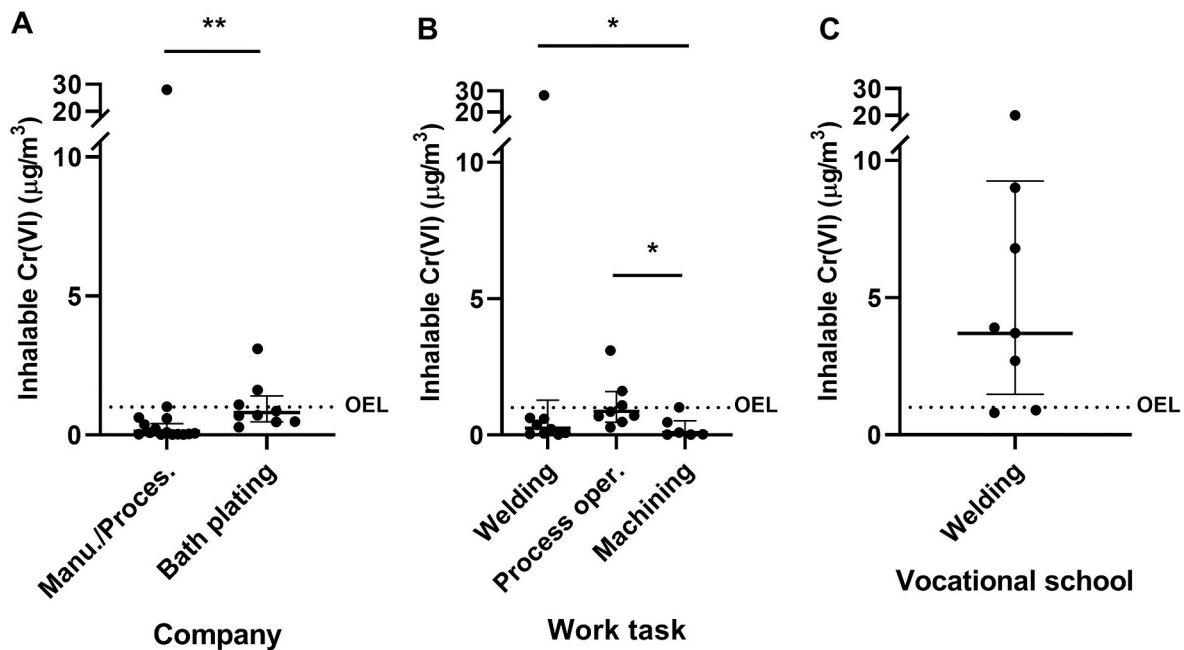 A
**
Inhalable Cr(VI) (μg/m³)
30
20
10
5
0
OEL
Manu./Proces.
Bath plating
Company
B
*
*
Inhalable Cr(VI) (μg/m³)
30
20
10
5
0
OEL
Welding
Process oper.
Machining
Work task
C
Inhalable Cr(VI) (μg/m³)
30
20
10
5
0
OEL
Welding
Vocational school